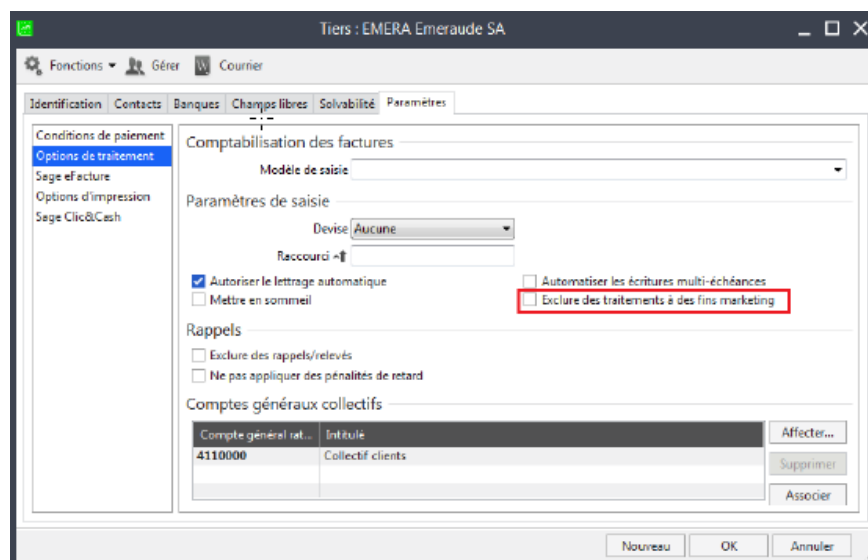 Tiers : EMERA Emeraude SA
Fonctions Gérer Courrier
Identification Contacts Banques Champs libres Solvabilité Paramètres
Conditions de paiement
Options de traitement
Sage eFacture
Options d'impression
Sage Clic&Cash
Comptabilisation des factures
Modèle de saisie
Paramètres de saisie
Devise Aucune
Raccourci
Autoriser le lettrage automatique Automatiser les écritures multi-échéances
Mettre en sommeil Exclure des traitements à des fins marketing
Rappels
Exclure des rappels/relevés
Ne pas appliquer des pénalités de retard
Comptes généraux collectifs
Compte général rat... Intitulé
4110000 Collectif clients
Affecter...
Supprimer
Associer
Nouveau OK Annuler